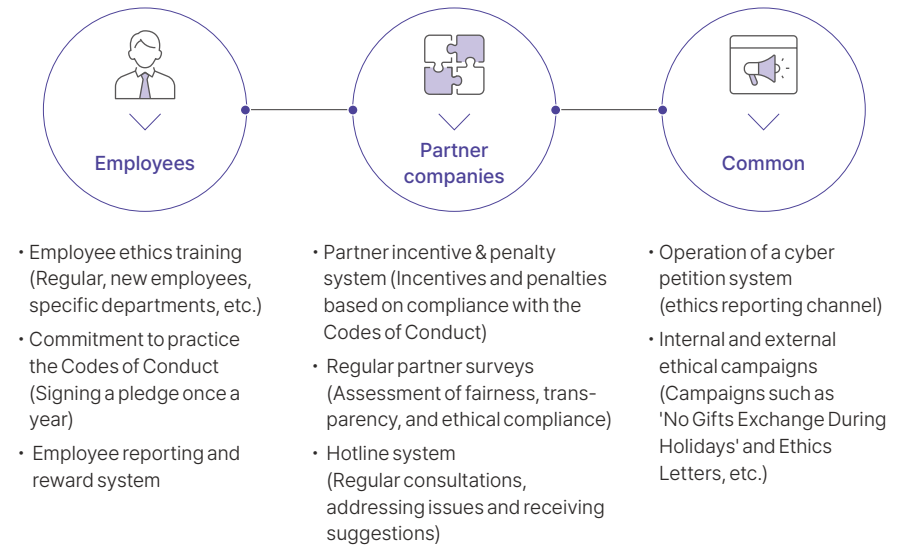 Employees
• Employee ethics training
(Regular, new employees,
specific departments, etc.)
• Commitment to practice
the Codes of Conduct
(Signing a pledge once a
year)
• Employee reporting and
reward system
Partner
companies
• Partner incentive & penalty
system (Incentives and penalties
based on compliance with the
Codes of Conduct)
• Regular partner surveys
(Assessment of fairness, trans-
parency, and ethical compliance)
• Hotline system
(Regular consultations,
addressing issues and receiving
suggestions)
Common
• Operation of a cyber
petition system
(ethics reporting channel)
• Internal and external
ethical campaigns
(Campaigns such as
'No Gifts Exchange During
Holidays' and Ethics
Letters, etc.)